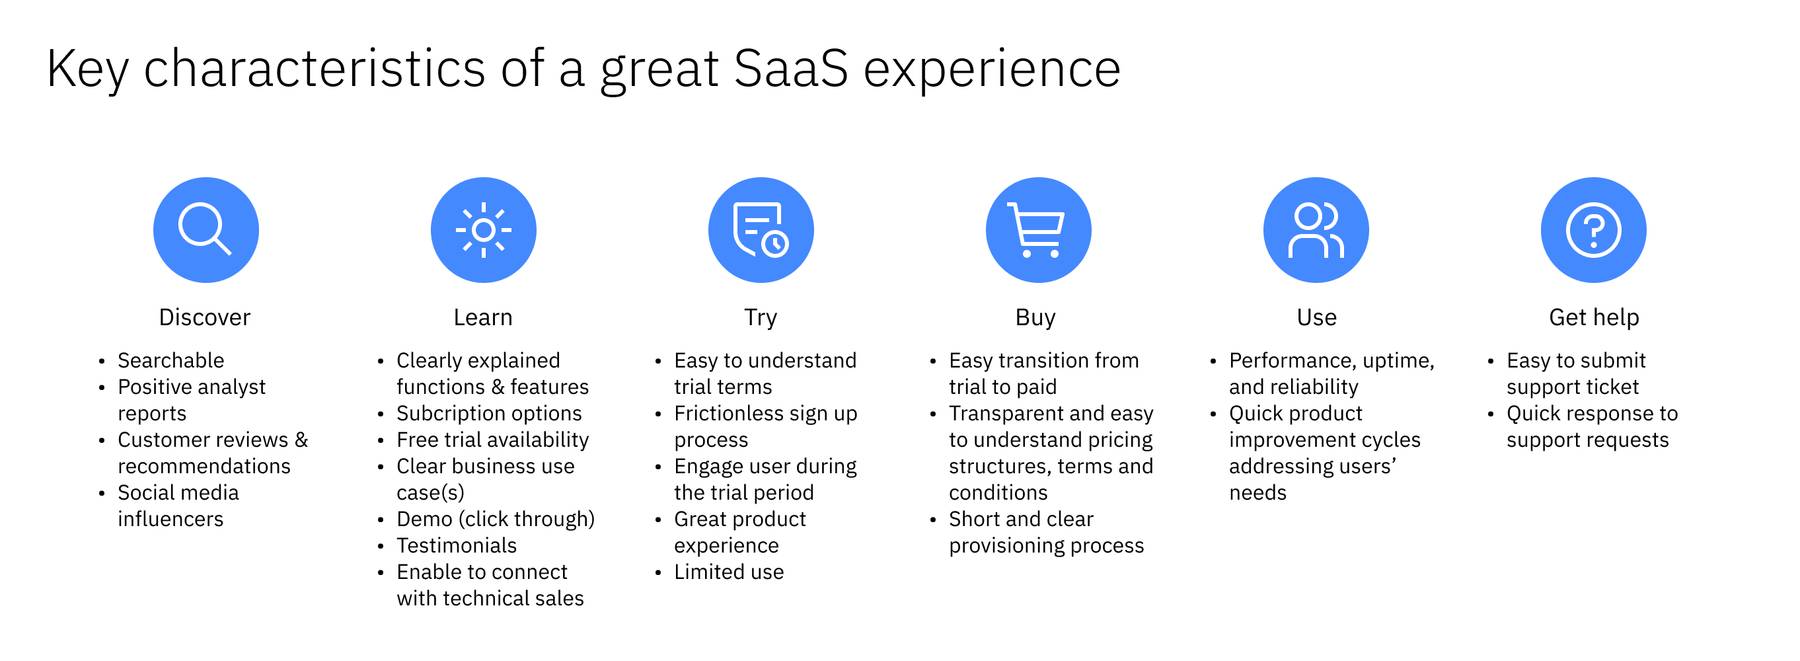 Key characteristics of a great SaaS experience
Discover
• Searchable
• Positive analyst
reports
• Customer reviews &
recommendations
• Social media
influencers
Learn
• Clearly explained
functions & features
• Subcription options
• Free trial availability
• Clear business use
case(s)
• Demo (click through)
• Testimonials
• Enable to connect
with technical sales
Try
• Easy to understand
trial terms
• Frictionless sign up
process
• Engage user during
the trial period
• Great product
experience
• Limited use
Buy
• Easy transition from
trial to paid
• Transparent and easy
to understand pricing
structures, terms and
conditions
• Short and clear
provisioning process
Use
• Performance, uptime,
and reliability
• Quick product
improvement cycles
addressing users’
needs
Get help
• Easy to submit
support ticket
• Quick response to
support requests